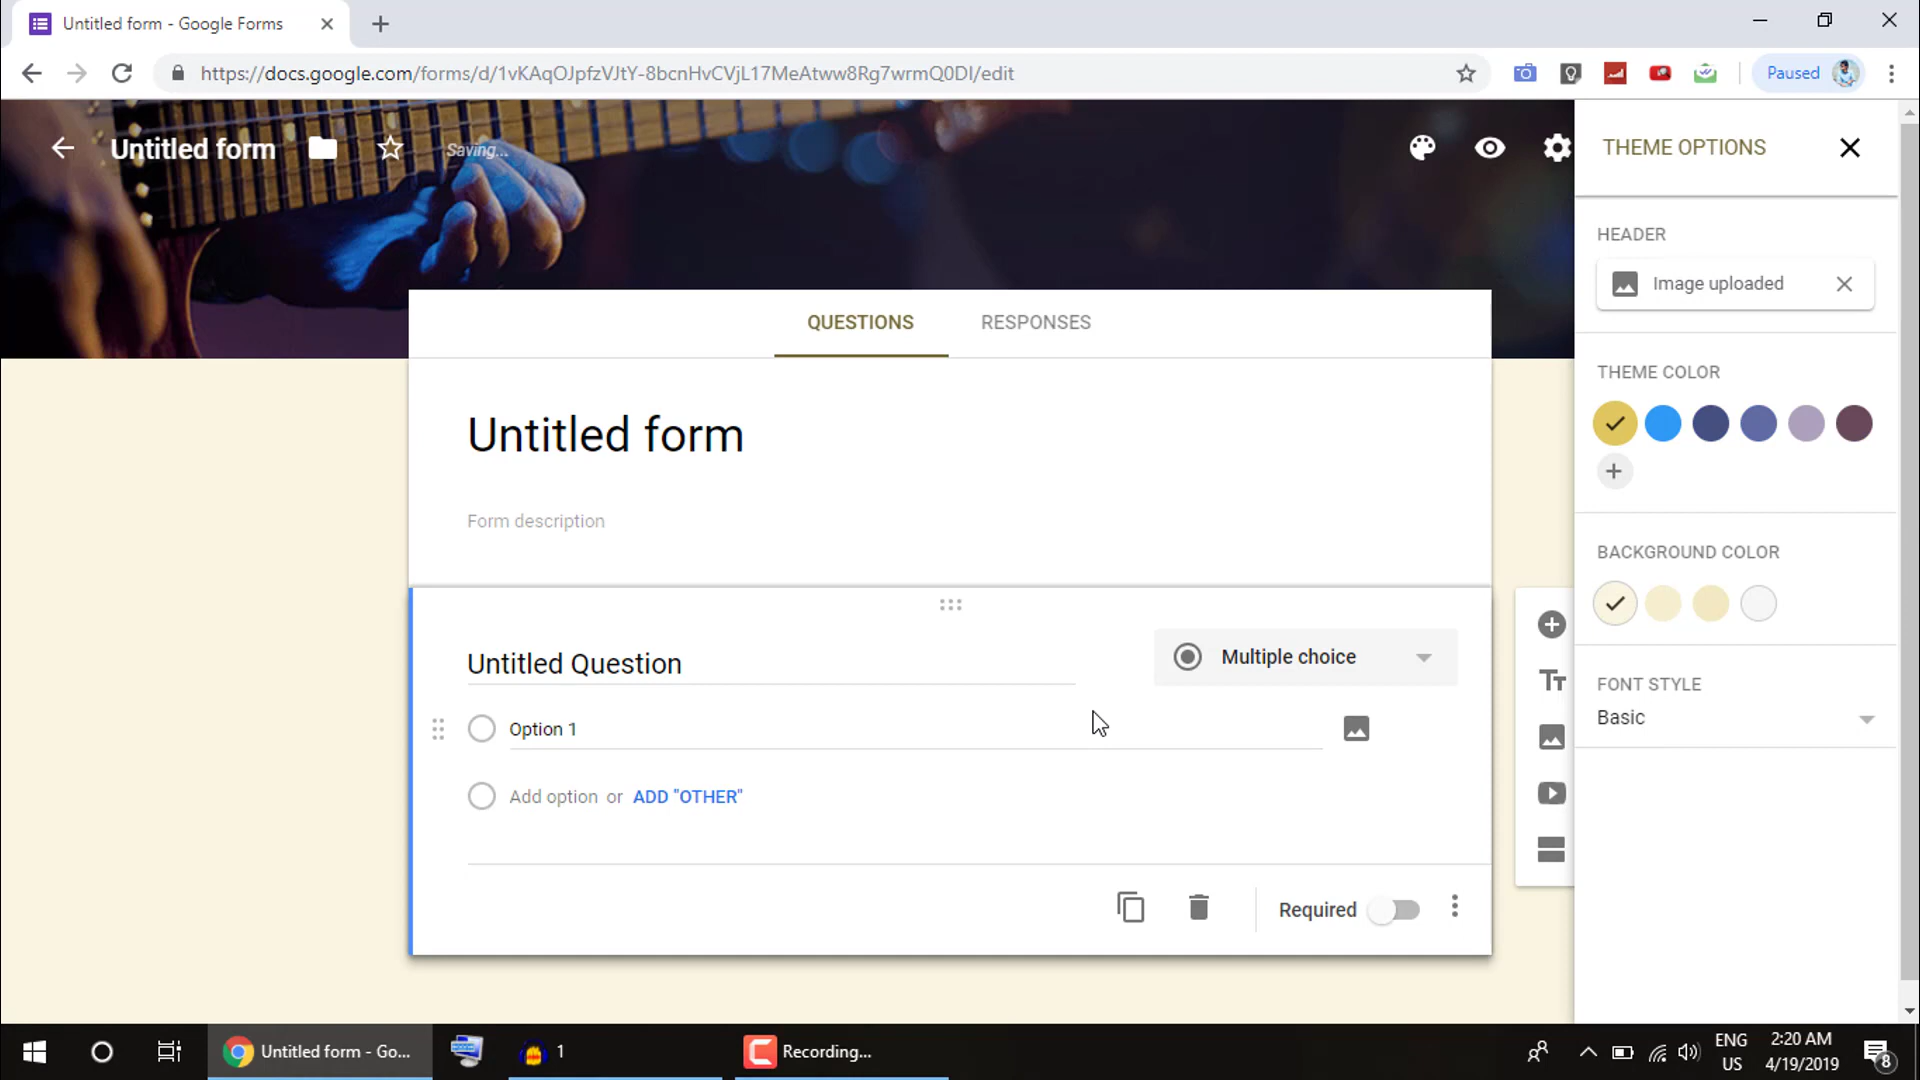 Untitled form - Google Forms
https://docs.google.com/forms/d/1vKAqOJpfzVJtY-8bcnHvCVjL17MeAtww8Rg7wrmQ0DI/edit
Paused
Untitled form
Saving...
THEME OPTIONS
HEADER
Image uploaded
QUESTIONS
RESPONSES
THEME COLOR
Untitled form
Form description
BACKGROUND COLOR
Untitled Question
Multiple choice
FONT STYLE
Basic
Option 1
Add option or ADD "OTHER"
Required
Untitled form - Go...
1
Recording...
ENG
US
2:20 AM
4/19/2019
8